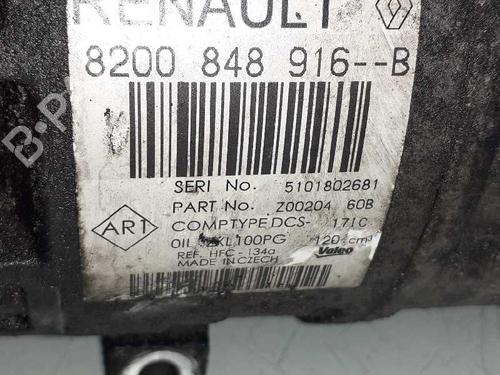 RENAULT
8200 848 916--B
SERI No. 5101802681
PART No. Z00204 60B
ART COMPTYPE DCS- 171C
OIL 120 cm³
REF. HFC - 134a Valeo
MADE IN CZECH